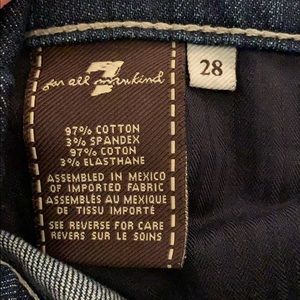 7
for all mankind
28
97% COTTON
3% SPANDEX
97% COTON
3% ELASTHANE
ASSEMBLED IN MEXICO
OF IMPORTED FABRIC
ASSEMBLÉS AU MEXIQUE
DE TISSU IMPORTÉ
SEE REVERSE FOR CARE
REVERS SUR LE SOINS